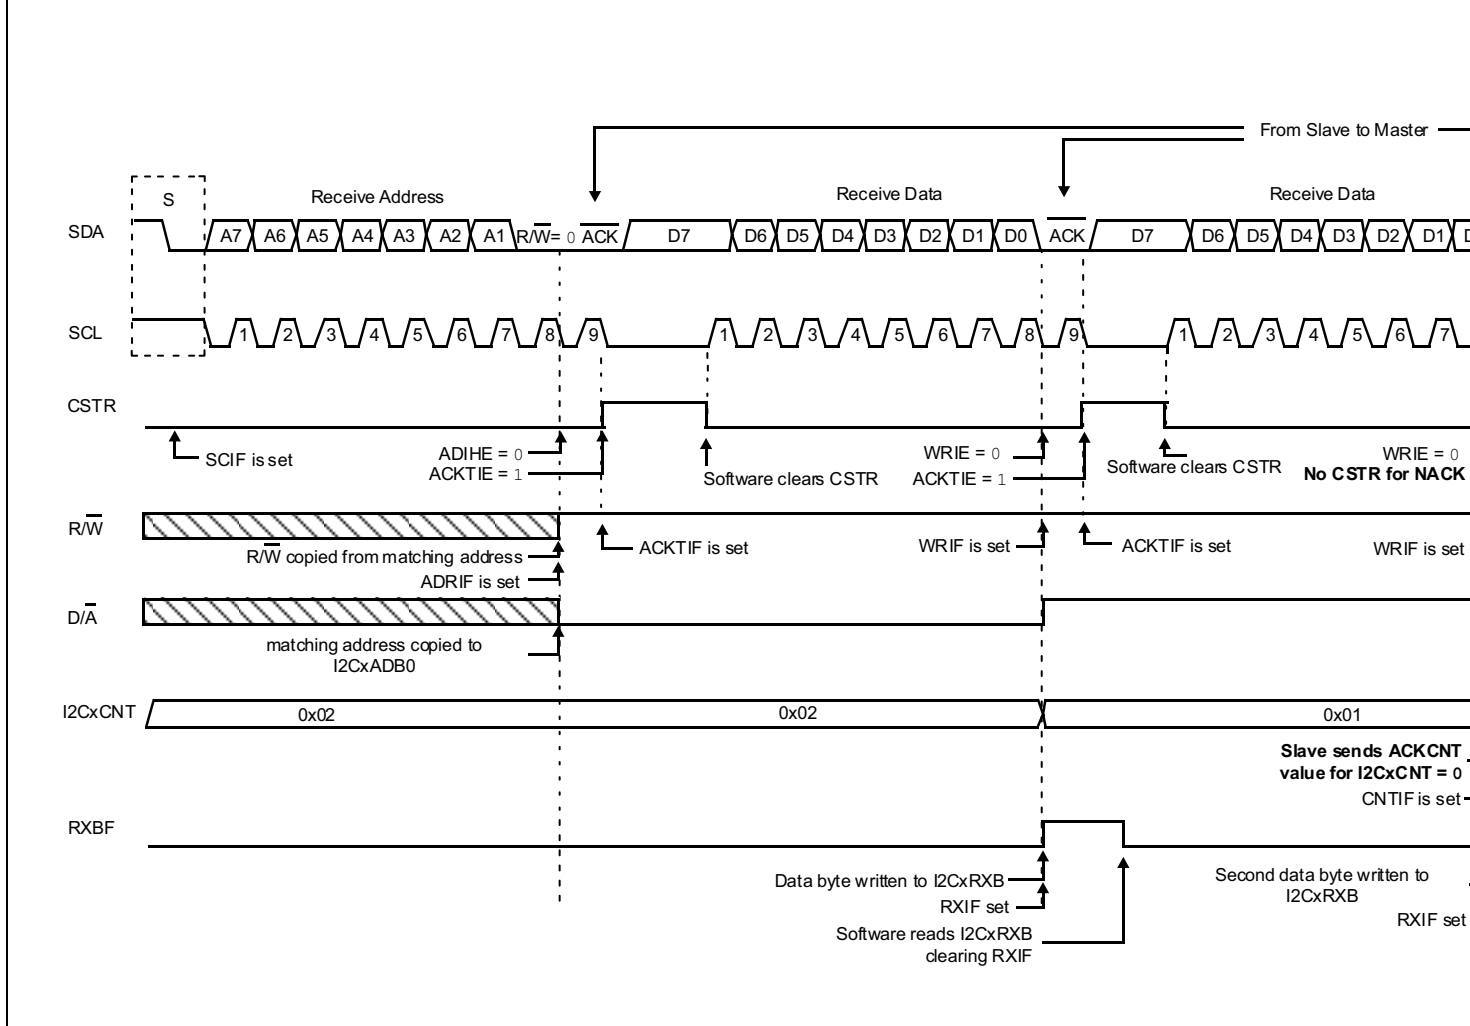 From Slave to Master
S
Receive Address
Receive Data
Receive Data
SDA
A7 A6 A5 A4 A3 A2 A1 R/W̅= 0 A̅C̅K̅ D7 D6 D5 D4 D3 D2 D1 D0 A̅C̅K̅ D7 D6 D5 D4 D3 D2 D1
SCL
1 2 3 4 5 6 7 8 9 1 2 3 4 5 6 7 8 9 1 2 3 4 5 6 7
CSTR
SCIF is set
ADIHE = 0
ACKTIE = 1
Software clears CSTR
WRIE = 0
ACKTIE = 1
Software clears CSTR
WRIE = 0
No CSTR for NACK
R/W̅
R/W̅ copied from matching address
ADRIF is set
ACKTIF is set
WRIF is set
ACKTIF is set
WRIF is set
D/A̅
matching address copied to
I2CxADB0
I2CxCNT
0x02
0x02
0x01
Slave sends ACKCNT
value for I2CxCNT = 0
CNTIF is set
RXBF
Data byte written to I2CxRXB
RXIF set
Software reads I2CxRXB
clearing RXIF
Second data byte written to
I2CxRXB
RXIF set